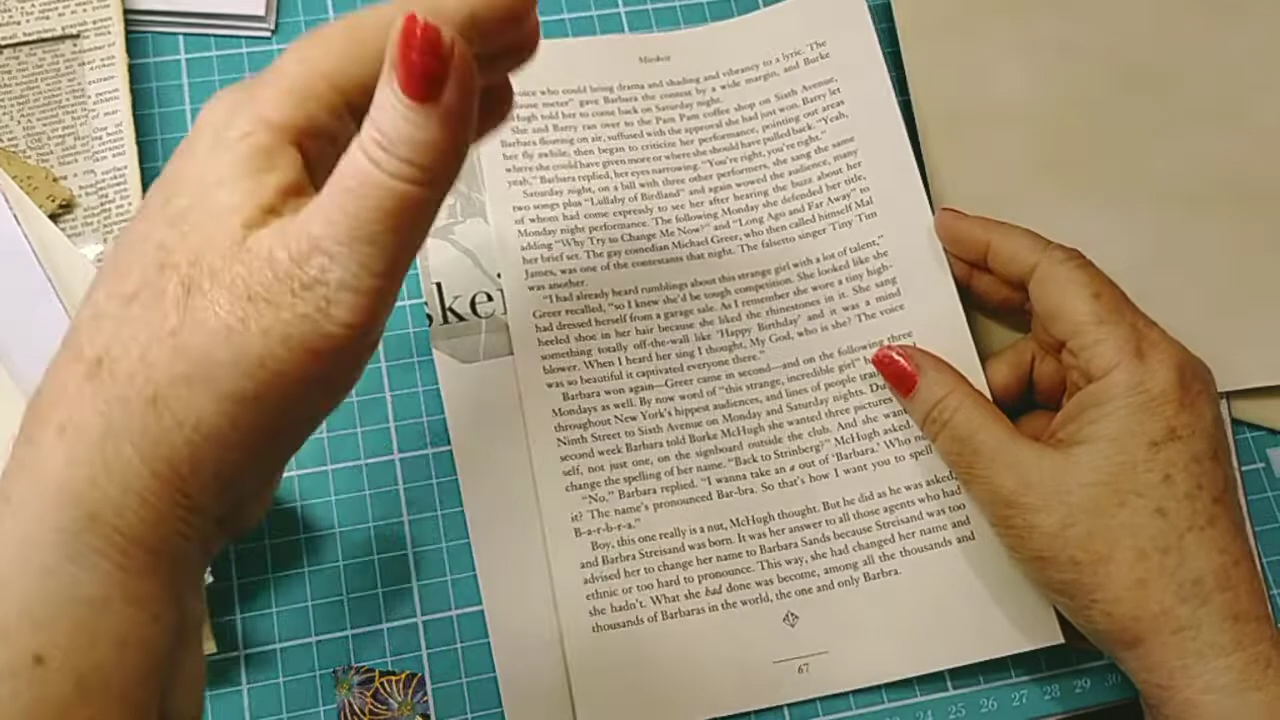 Mieskeit
voice who could bring drama and shading and vibrancy to a lyric. The
meter" gave Barbara the contest by a wide margin, and Burke
Hugh told her to come back on Saturday night.
She and Barry ran over to the Pam Pam coffee shop on Sixth Avenue,
Barbara floating on air, suffused with the approval she had just won. Barry let
her fly awhile, then began to criticize her performance, pointing out areas
where she could have given more or where she should have pulled back. "Yeah,
yeah," Barbara replied, her eyes narrowing. "You're right, you're right."
Saturday night, on a bill with three other performers, she sang the same
two songs plus "Lullaby of Birdland" and again wowed the audience, many
of whom had come expressly to see her after hearing the buzz about her
Monday night performance. The following Monday she defended her title,
adding "Why Try to Change Me Now?" and "Long Ago and Far Away" to
her brief set. The gay comedian Michael Greer, who then called himself Mal
James, was one of the contestants that night. The falsetto singer Tiny Tim
was another.
"I had already heard rumblings about this strange girl with a lot of talent,"
Greer recalled, "so I knew she'd be tough competition. She looked like she
had dressed herself from a garage sale. As I remember she wore a tiny high-
heeled shoe in her hair because she liked the rhinestones in it. She sang
something totally off-the-wall like 'Happy Birthday' and it was a mind
blower. When I heard her sing I thought, My God, who is she? The voice
was so beautiful it captivated everyone there."
Barbara won again—Greer came in second—and on the following three
Mondays as well. By now word of "this strange, incredible girl"
throughout New York's hippest audiences, and lines of people
Ninth Street to Sixth Avenue on Monday and Saturday nights.
second week Barbara told Burke McHugh she wanted three pictures
self, not just one, on the signboard outside the club. And she
change the spelling of her name. "Back to Strinberg?" McHugh asked.
"No." Barbara replied. "I wanna take an a out of 'Barbara.' Who
it? The name's pronounced Bar-bra. So that's how I want you to spell
B-a-r-b-r-a."
Boy, this one really is a nut, McHugh thought. But he did as he was asked,
and Barbra Streisand was born. It was her answer to all those agents who had
advised her to change her name to Barbara Sands because Streisand was too
ethnic or too hard to pronounce. This way, she had changed her name and
she hadn't. What she had done was become, among all the thousands and
thousands of Barbaras in the world, the one and only Barbra.
67
24 25 26 27 28 29 30